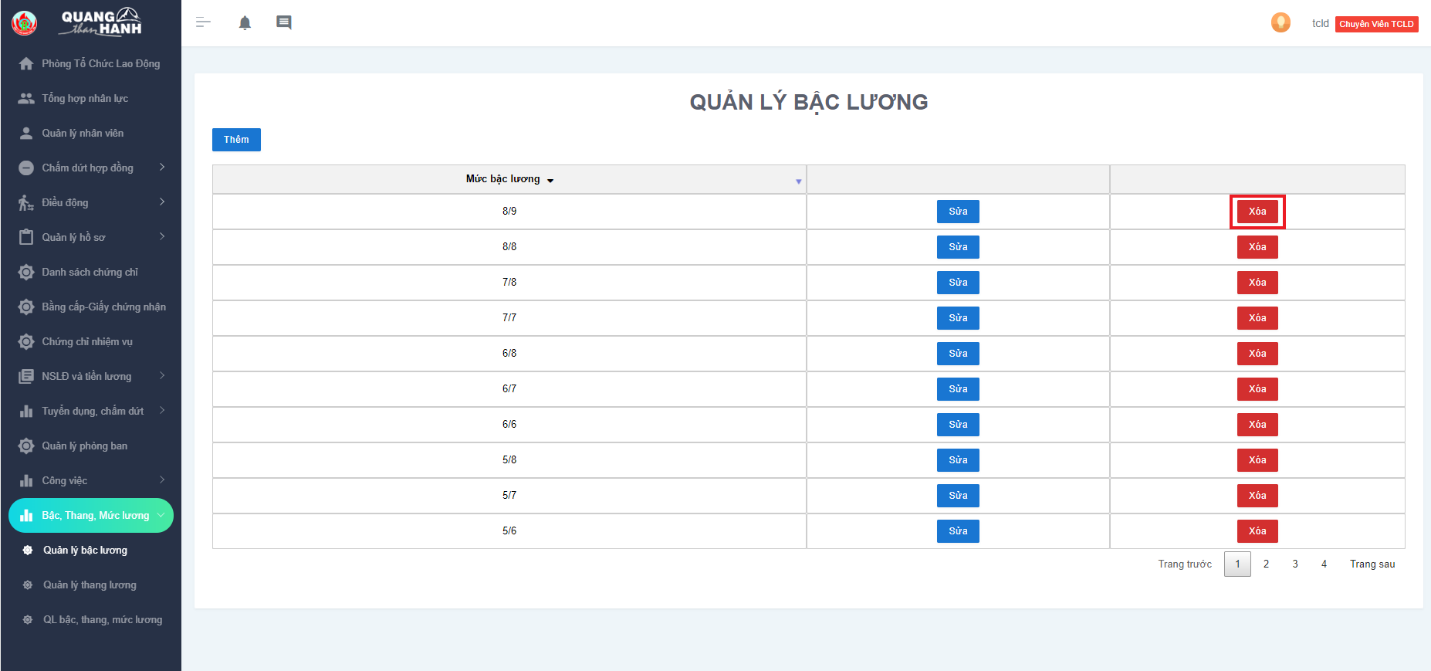 QUANG
than HẠNH
tcld
Chuyên Viên TCLD
Phòng Tổ Chức Lao Động
Tổng hợp nhân lực
Quản lý nhân viên
Chấm dứt hợp đồng
Điều động
Quản lý hồ sơ
Danh sách chứng chỉ
Bằng cấp-Giấy chứng nhận
Chứng chỉ nhiệm vụ
NSLĐ và tiền lương
Tuyển dụng, chấm dứt
Quản lý phòng ban
Công việc
Bậc, Thang, Mức lương
Quản lý bậc lương
Quản lý thang lương
QL bậc, thang, mức lương
QUẢN LÝ BẬC LƯƠNG
Thêm
Mức bậc lương
8/9 Sửa Xóa
8/8 Sửa Xóa
7/8 Sửa Xóa
7/7 Sửa Xóa
6/8 Sửa Xóa
6/7 Sửa Xóa
6/6 Sửa Xóa
5/8 Sửa Xóa
5/7 Sửa Xóa
5/6 Sửa Xóa
Trang trước 1 2 3 4 Trang sau